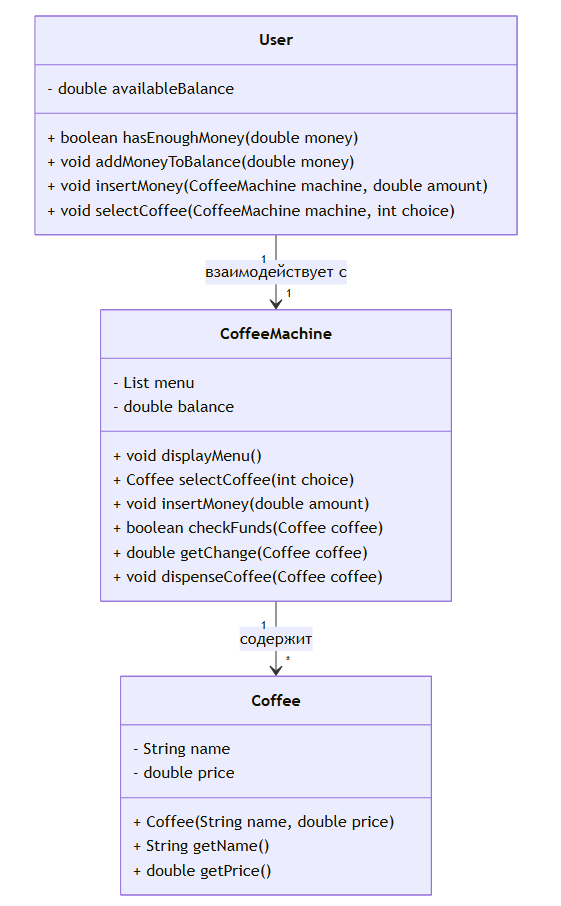 User
- double availableBalance
+ boolean hasEnoughMoney(double money)
+ void addMoneyToBalance(double money)
+ void insertMoney(CoffeeMachine machine, double amount)
+ void selectCoffee(CoffeeMachine machine, int choice)
1
взаимодействует с
1
CoffeeMachine
- List menu
- double balance
+ void displayMenu()
+ Coffee selectCoffee(int choice)
+ void insertMoney(double amount)
+ boolean checkFunds(Coffee coffee)
+ double getChange(Coffee coffee)
+ void dispenseCoffee(Coffee coffee)
1
содержит
*
Coffee
- String name
- double price
+ Coffee(String name, double price)
+ String getName()
+ double getPrice()